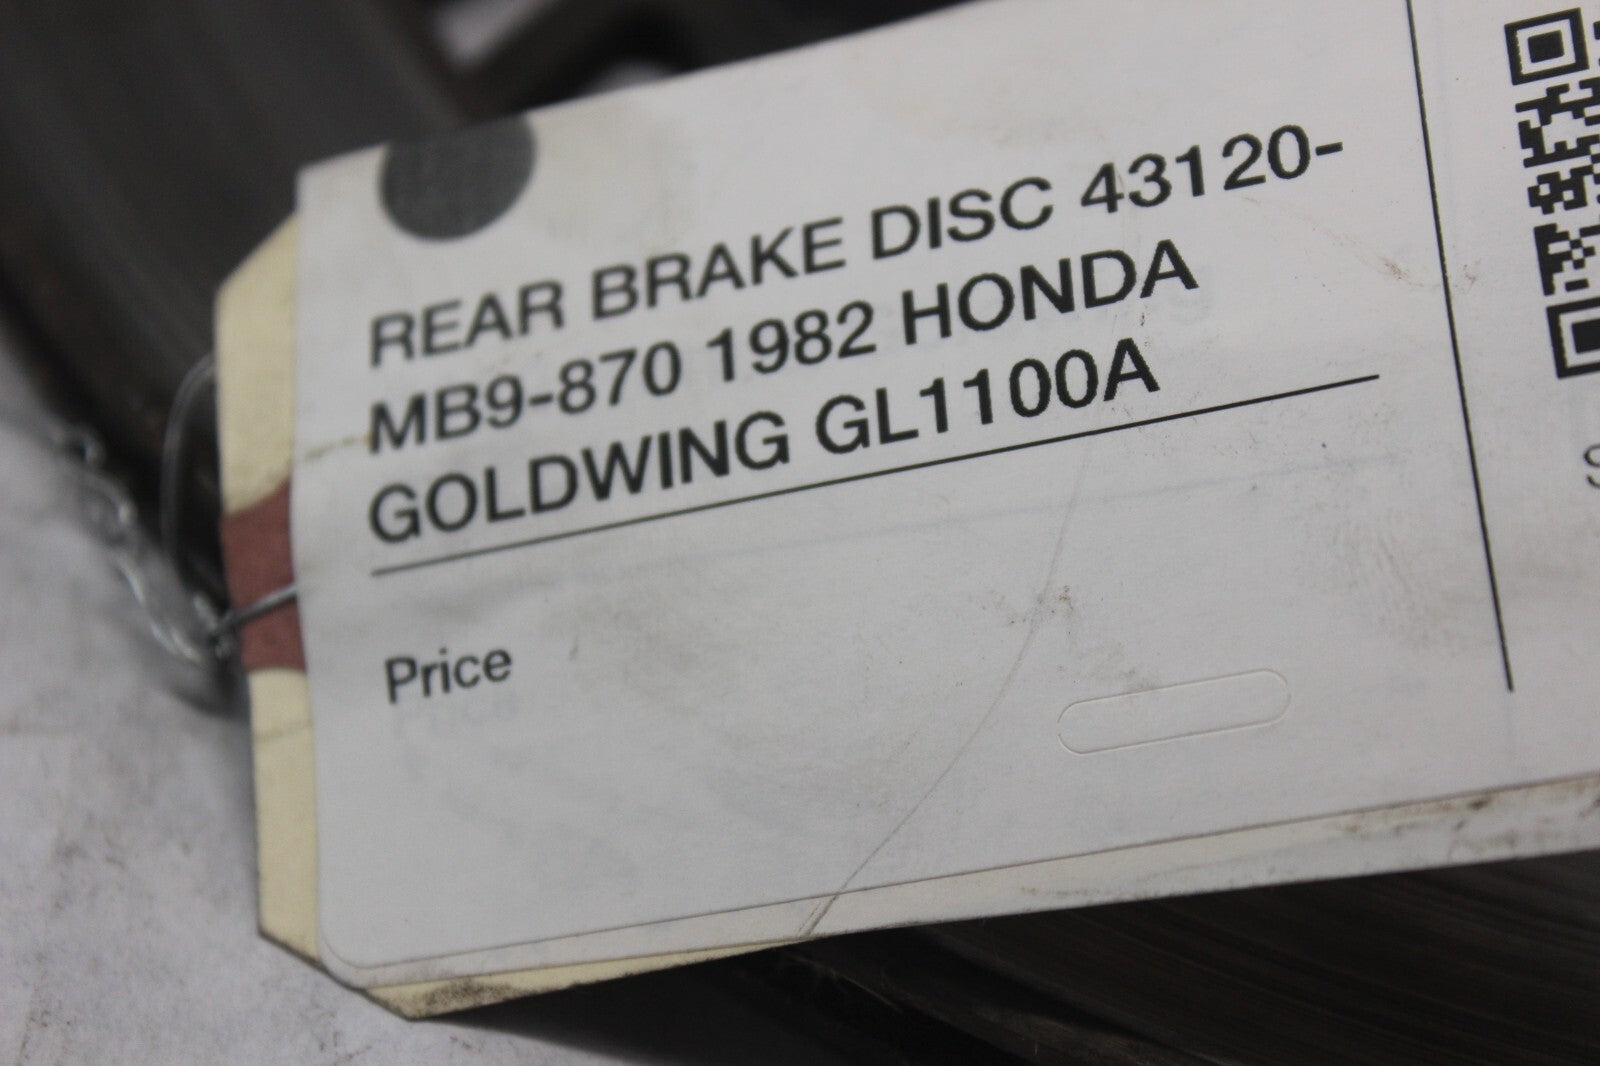 REAR BRAKE DISC 43120-
MB9-870 1982 HONDA
GOLDWING GL1100A
Price
S